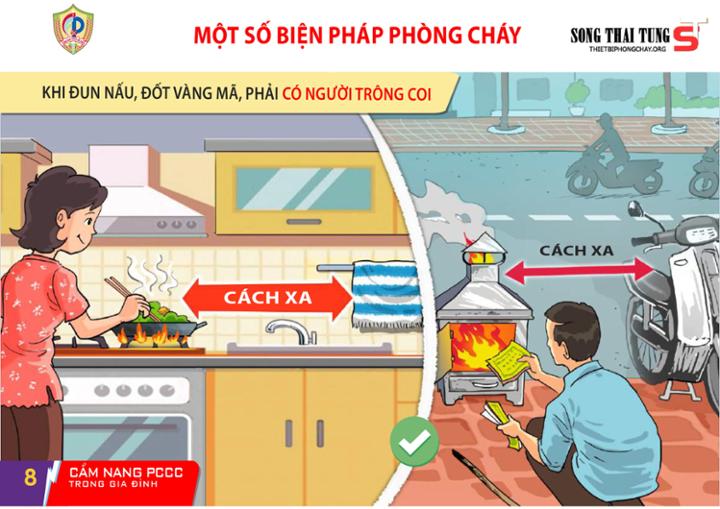 MỘT SỐ BIỆN PHÁP PHÒNG CHÁY
SONG THAI TUNG
THIETBIPHONGCHAY.ORG
ST
KHI ĐUN NẤU, ĐỐT VÀNG MÃ, PHẢI CÓ NGƯỜI TRÔNG COI
CÁCH XA
CÁCH XA
8
CẨM NANG PCCC
TRONG GIA ĐÌNH